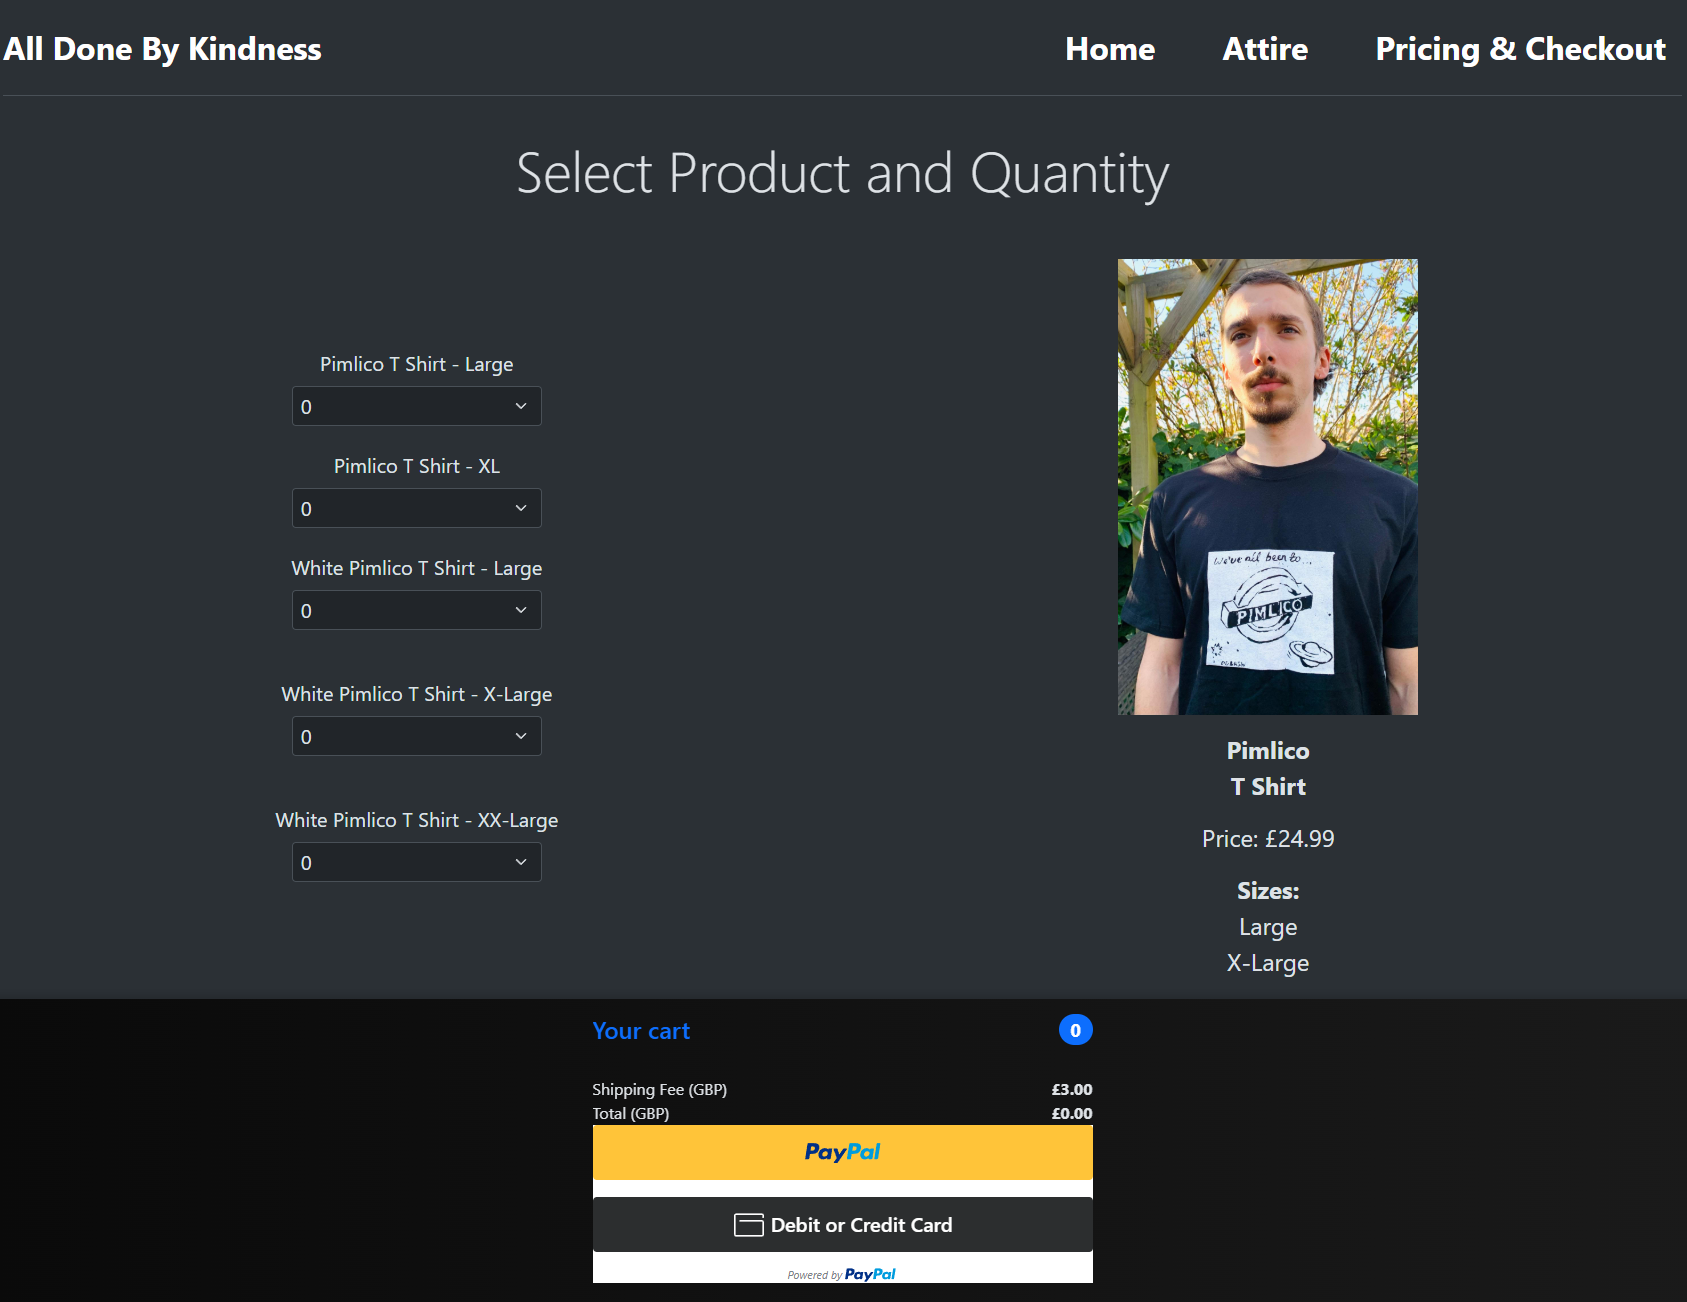 All Done By Kindness
Home
Attire
Pricing & Checkout
Select Product and Quantity
Pimlico T Shirt - Large
0
Pimlico T Shirt - XL
0
White Pimlico T Shirt - Large
0
White Pimlico T Shirt - X-Large
0
White Pimlico T Shirt - XX-Large
0
We've all been to...
PIMLICO
Pimlico
T Shirt
Price: £24.99
Sizes:
Large
X-Large
Your cart
0
Shipping Fee (GBP)
£3.00
Total (GBP)
£0.00
PayPal
Debit or Credit Card
Powered by PayPal